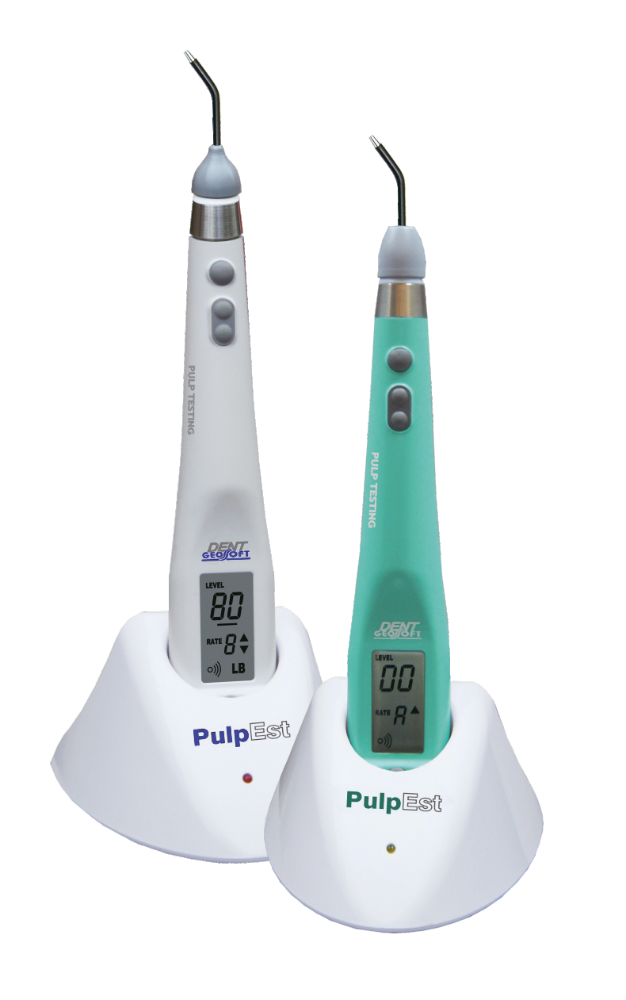 PULP TESTING
DENT
GEOSOFT
LEVEL
80
RATE 8
LB
PulpEst
PULP TESTING
DENT
GEOSOFT
LEVEL
00
RATE A
PulpEst